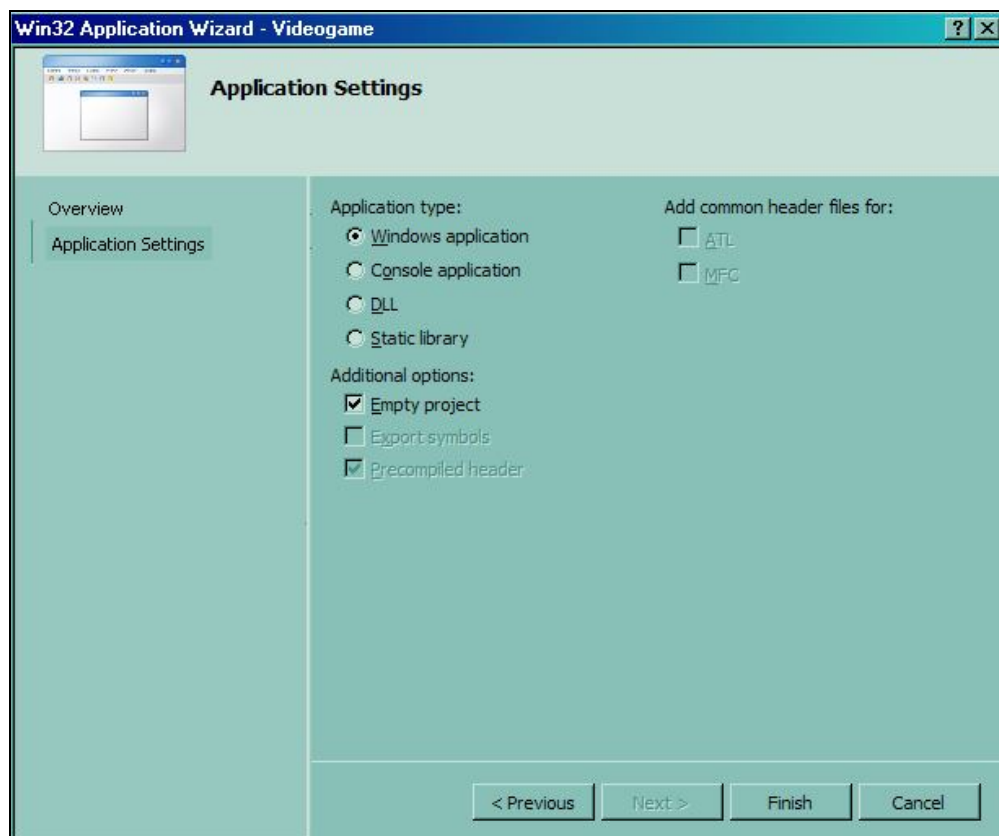 Win32 Application Wizard - Videogame
Application Settings
Overview
Application Settings
Application type:
Windows application
Console application
DLL
Static library
Additional options:
Empty project
Export symbols
Precompiled header
Add common header files for:
ATL
MFC
< Previous
Next >
Finish
Cancel